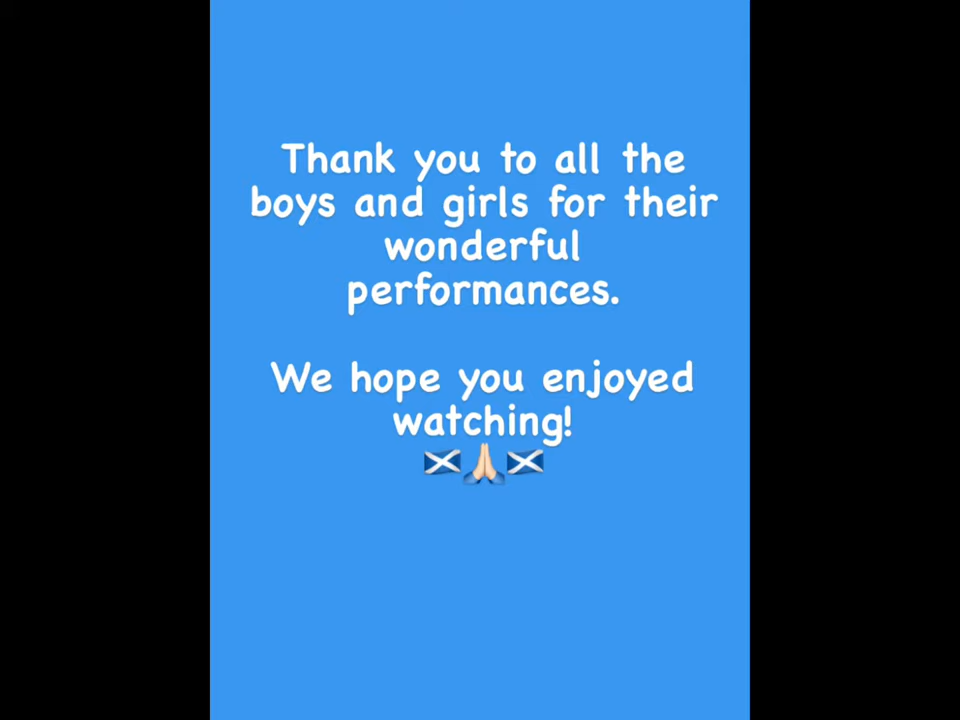 Thank you to all the
boys and girls for their
wonderful
performances.
We hope you enjoyed
watching!
🏴󠁧󠁢󠁳󠁣󠁴󠁿🙏🏻🏴󠁧󠁢󠁳󠁣󠁴󠁿